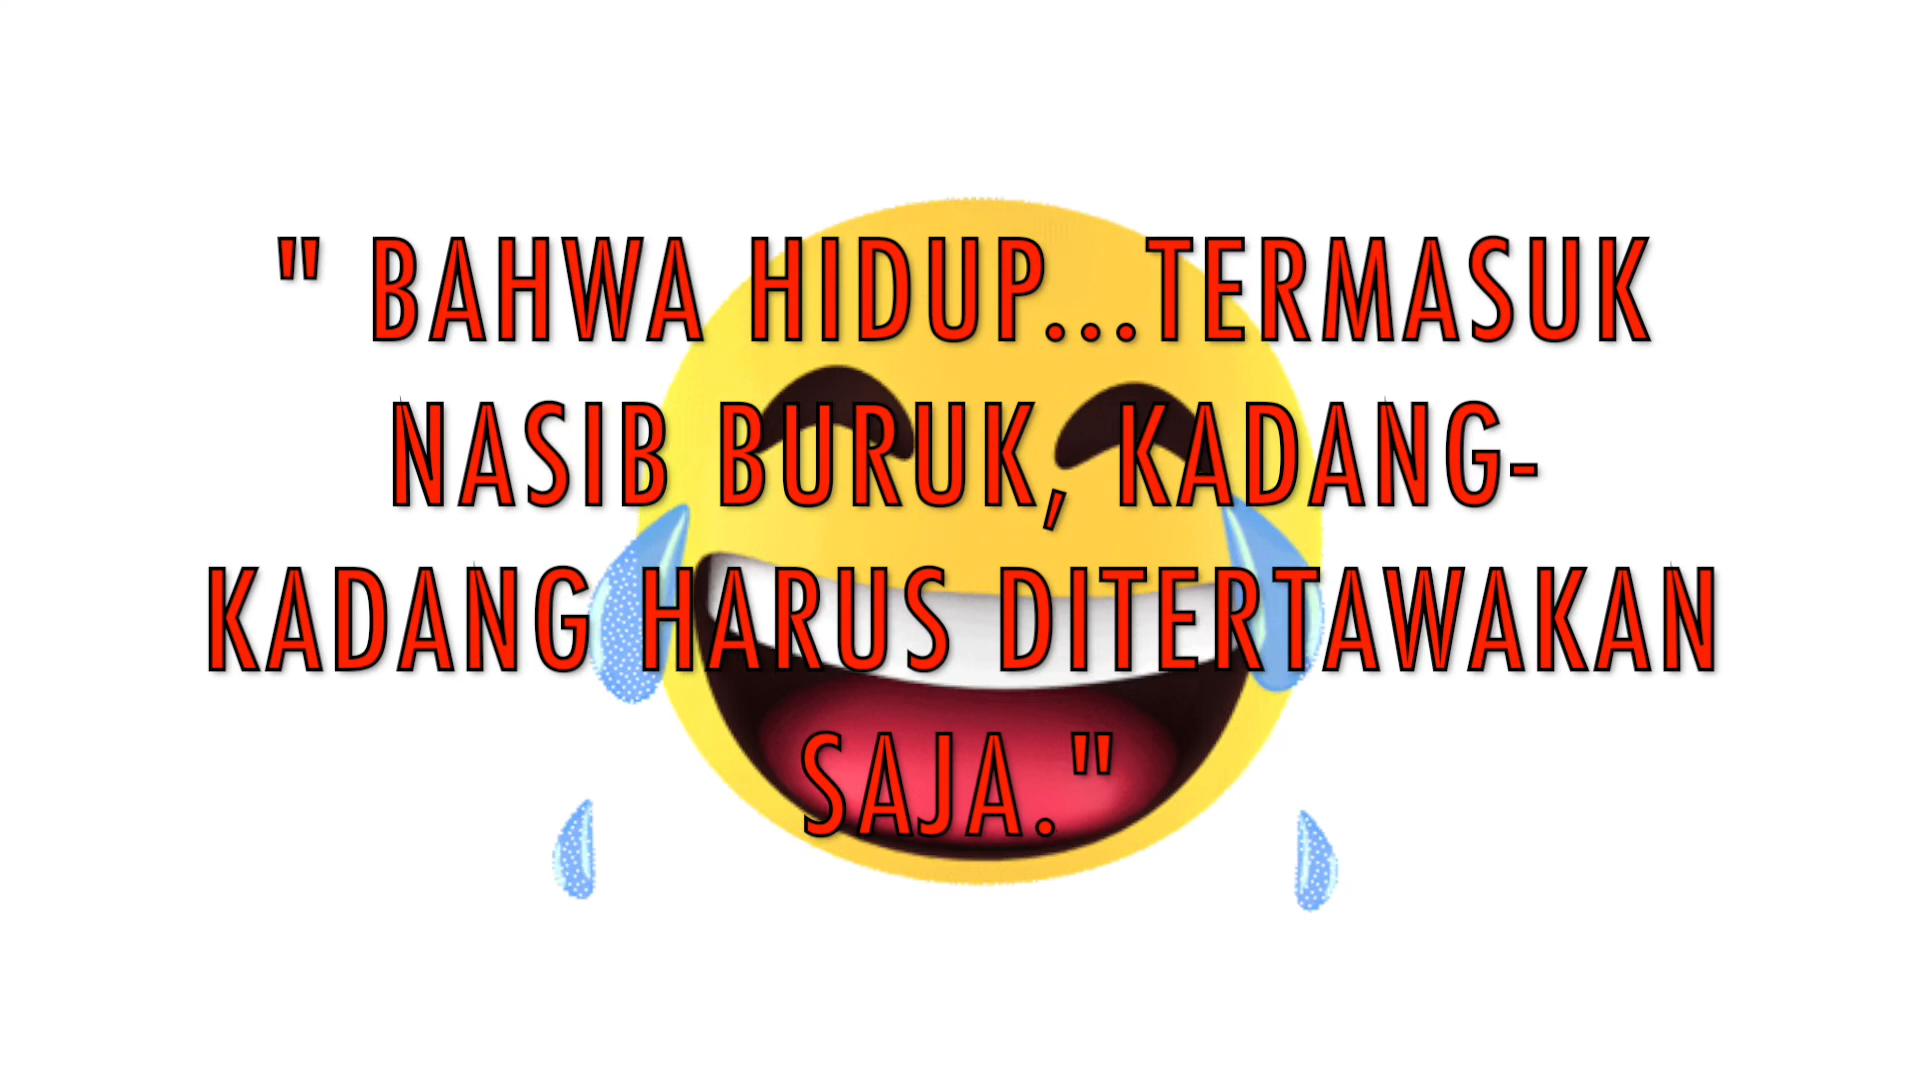 " BAHWA HIDUP...TERMASUK
NASIB BURUK, KADANG-
KADANG HARUS DITERTAWAKAN
SAJA."